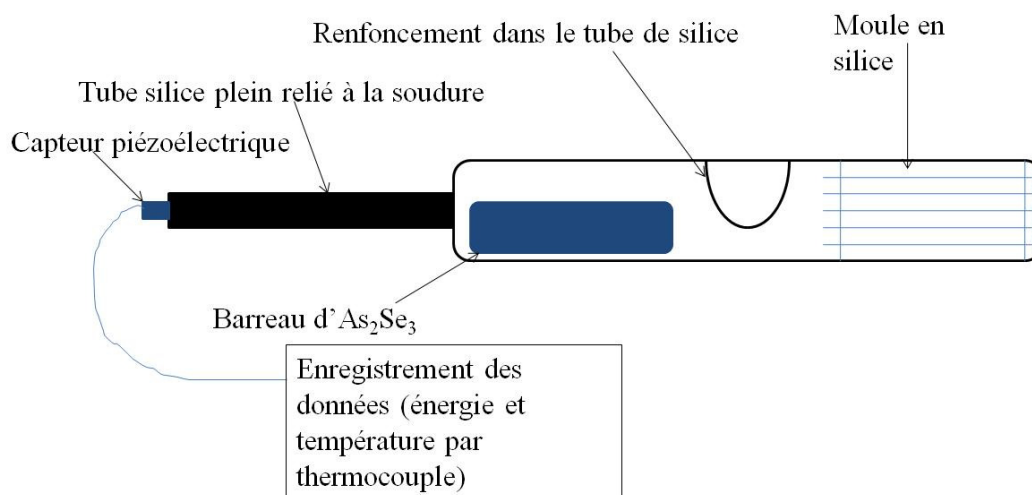 Renfoncement dans le tube de silice
Moule en
silice
Tube silice plein relié à la soudure
Capteur piézoélectrique
Barreau d’As₂Se₃
Enregistrement des
données (énergie et
température par
thermocouple)